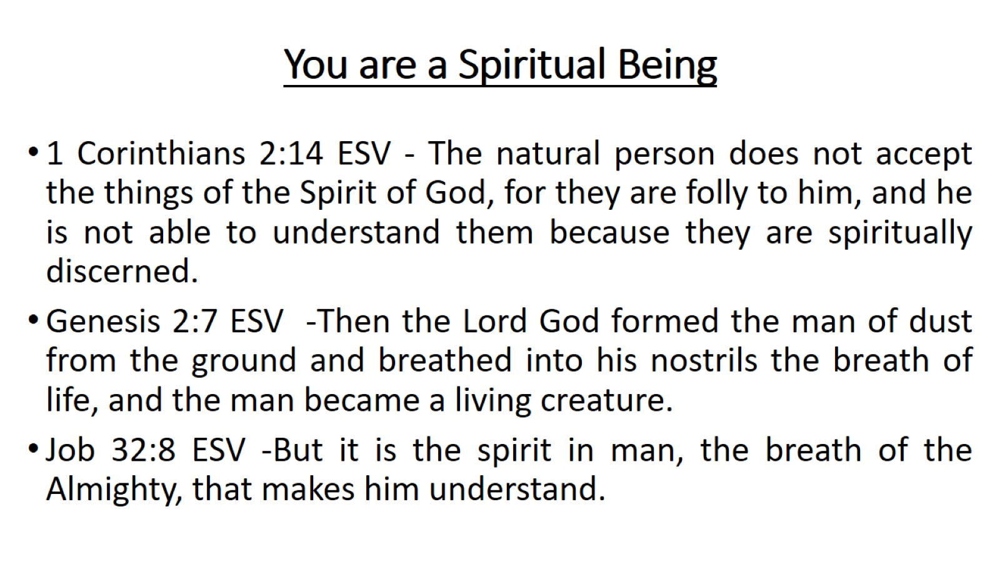 You are a Spiritual Being
• 1 Corinthians 2:14 ESV - The natural person does not accept
the things of the Spirit of God, for they are folly to him, and he
is not able to understand them because they are spiritually
discerned.
• Genesis 2:7 ESV  -Then the Lord God formed the man of dust
from the ground and breathed into his nostrils the breath of
life, and the man became a living creature.
• Job 32:8 ESV -But it is the spirit in man, the breath of the
Almighty, that makes him understand.